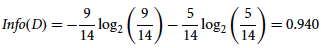 Info(D) = −9/14 log₂(9/14) − 5/14 log₂(5/14) = 0.940